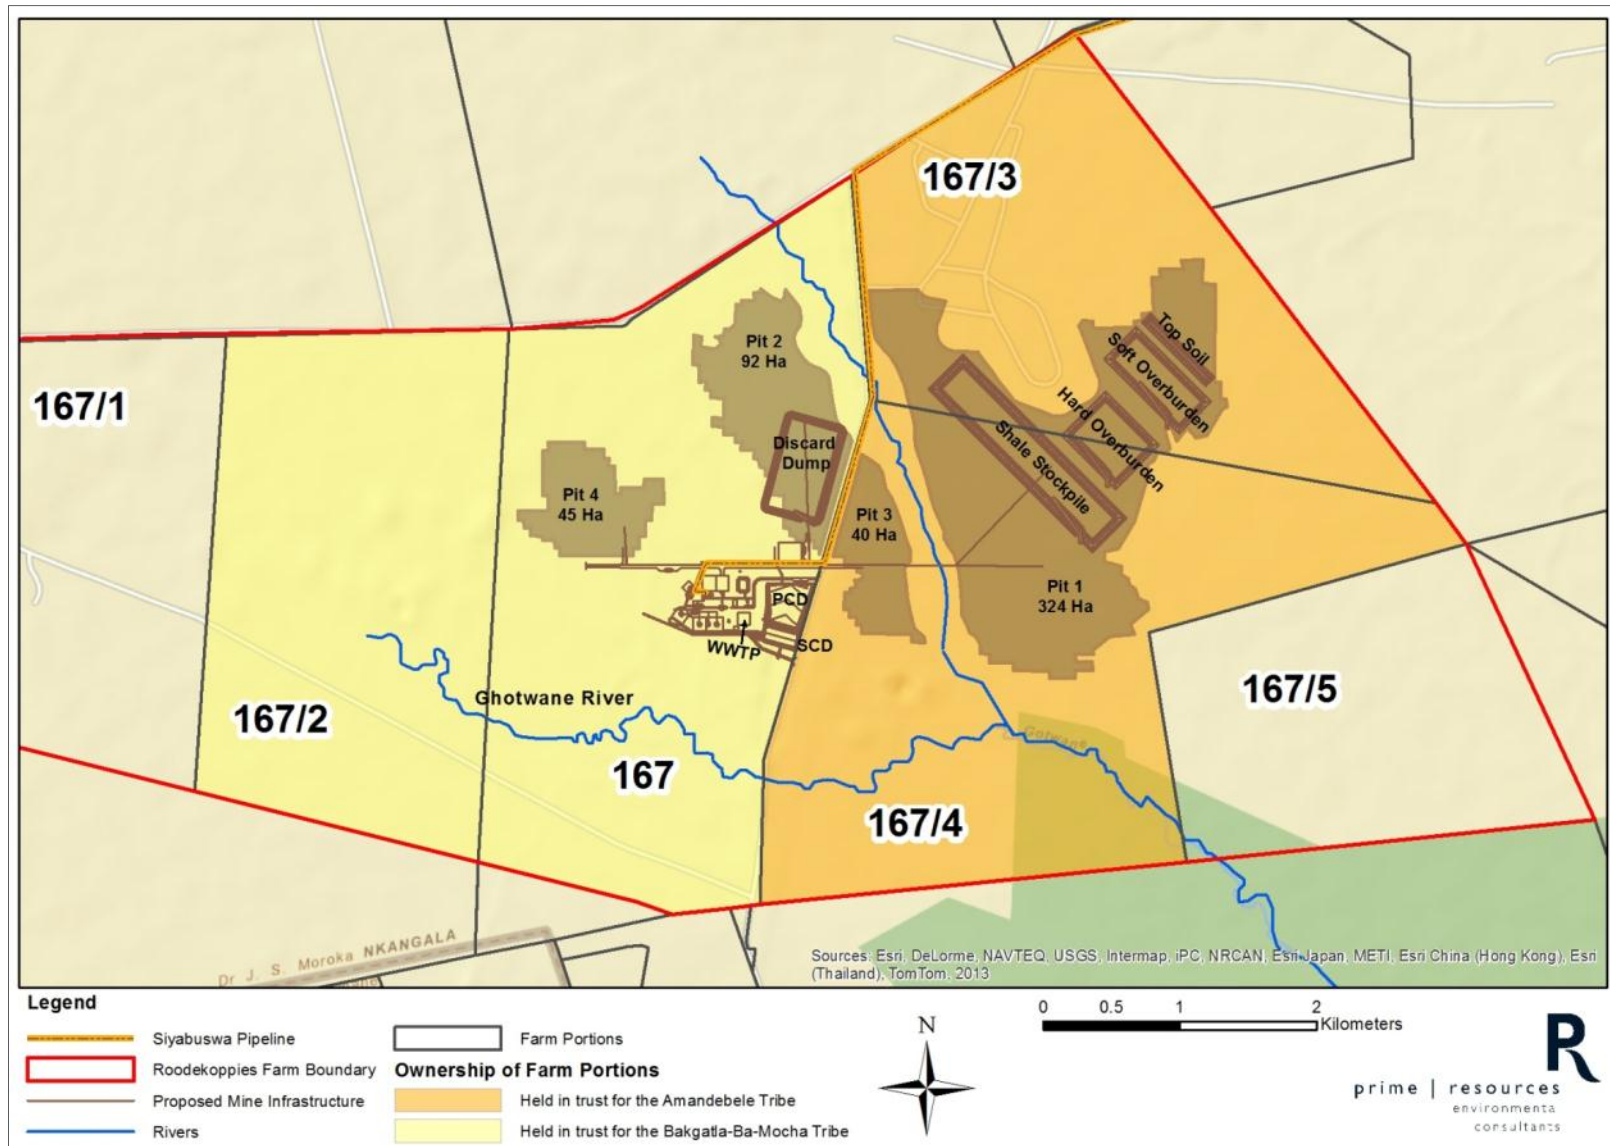 167/3
167/1
Pit 2
92 Ha
Top Soil
Soft Overburden
Hard Overburden
Shale Stockpile
Discard
Dump
Pit 4
45 Ha
Pit 3
40 Ha
Pit 1
324 Ha
PCD
SCD
WWTP
Ghotwane River
167/2
167
167/4
167/5
Gotwane
Dr J. S. Moroka NKANGALA
Sources: Esri, DeLorme, NAVTEQ, USGS, Intermap, iPC, NRCAN, Esri Japan, METI, Esri China (Hong Kong), Esri
(Thailand), TomTom, 2013
Legend
Siyabuswa Pipeline
Roodekoppies Farm Boundary
Proposed Mine Infrastructure
Rivers
Farm Portions
Ownership of Farm Portions
Held in trust for the Amandebele Tribe
Held in trust for the Bakgatla-Ba-Mocha Tribe
N
0 0.5 1 2
Kilometers
R
prime | resources
environmenta
consultants